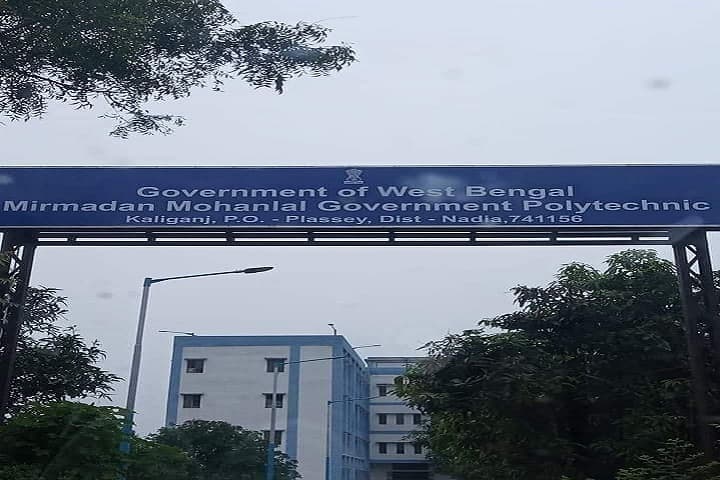 Government of West Bengal
Mirmadan Mohanlal Government Polytechnic
Kaliganj, P.O. - Plassey, Dist - Nadia,741156